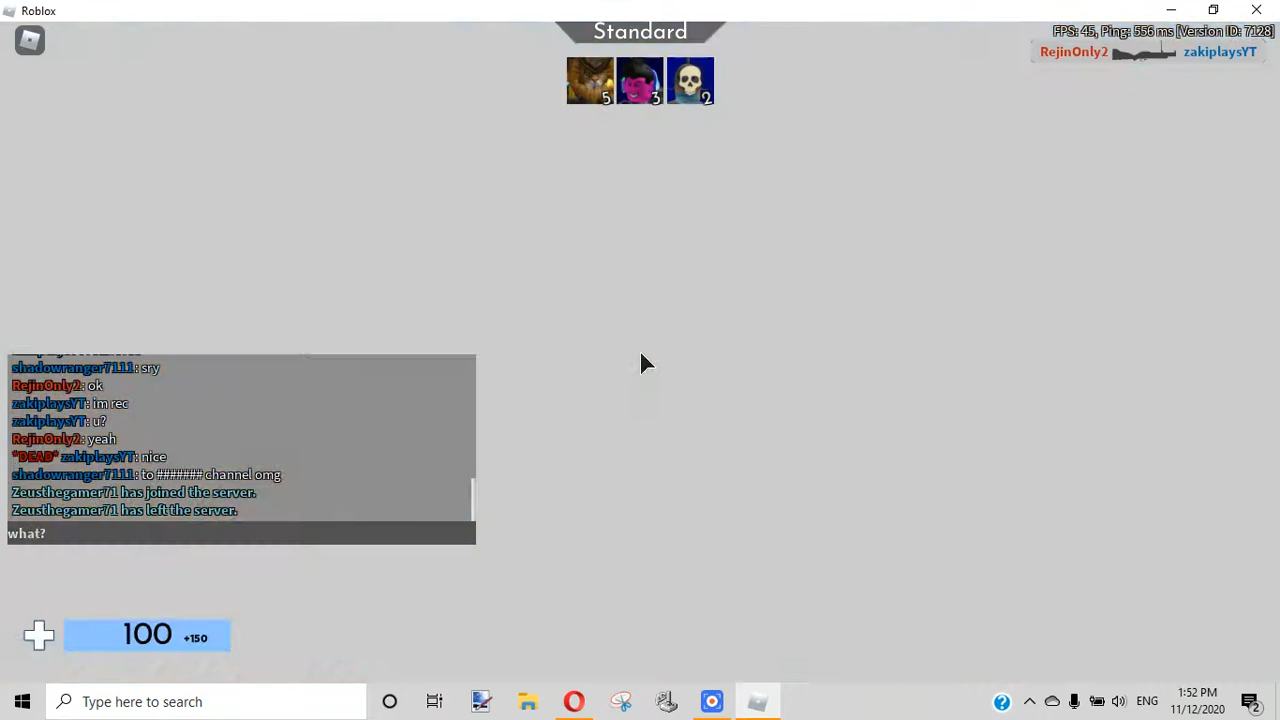 Roblox
Standard
FPS: 45, Ping: 556 ms [Version ID: 7128]
RejinOnly2 zakiplaysYT
5 3 2
shadowranger7111: sry
RejinOnly2: ok
zakiplaysYT: im rec
zakiplaysYT: u?
RejinOnly2: yeah
*DEAD* zakiplaysYT: nice
shadowranger7111: to ####### channel omg
Zeusthegamer71 has joined the server.
Zeusthegamer71 has left the server.
what?
100 +150
Type here to search
ENG
1:52 PM
11/12/2020
2